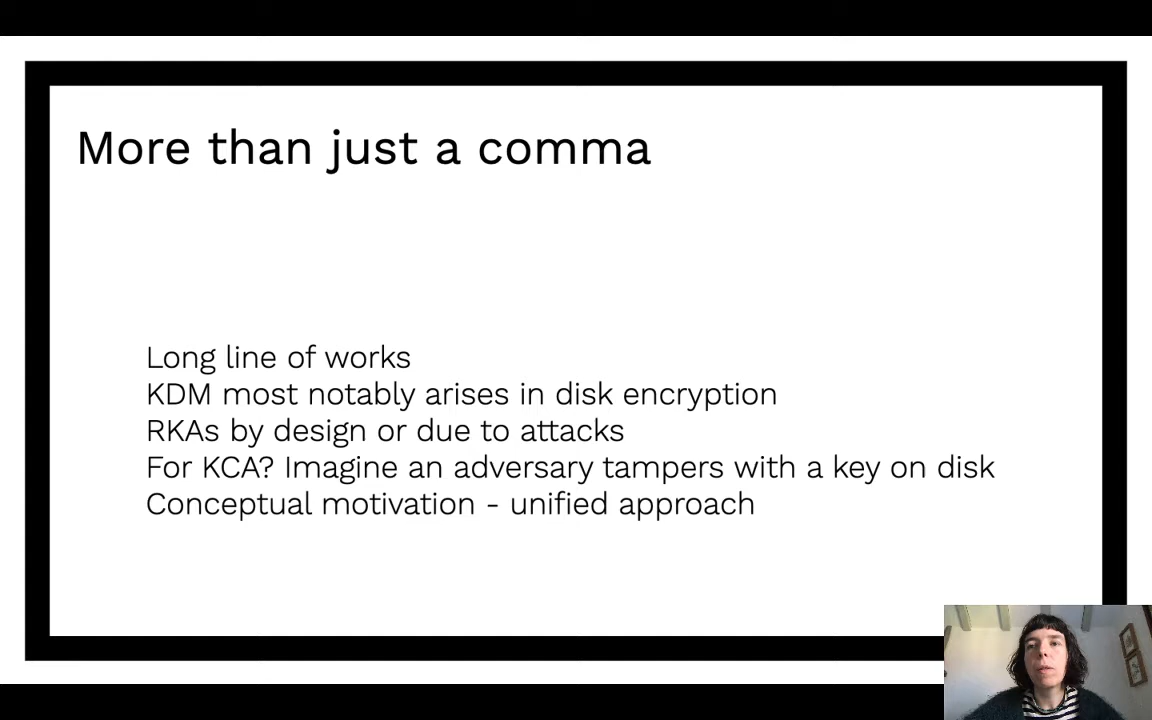 More than just a comma
Long line of works
KDM most notably arises in disk encryption
RKAs by design or due to attacks
For KCA? Imagine an adversary tampers with a key on disk
Conceptual motivation - unified approach